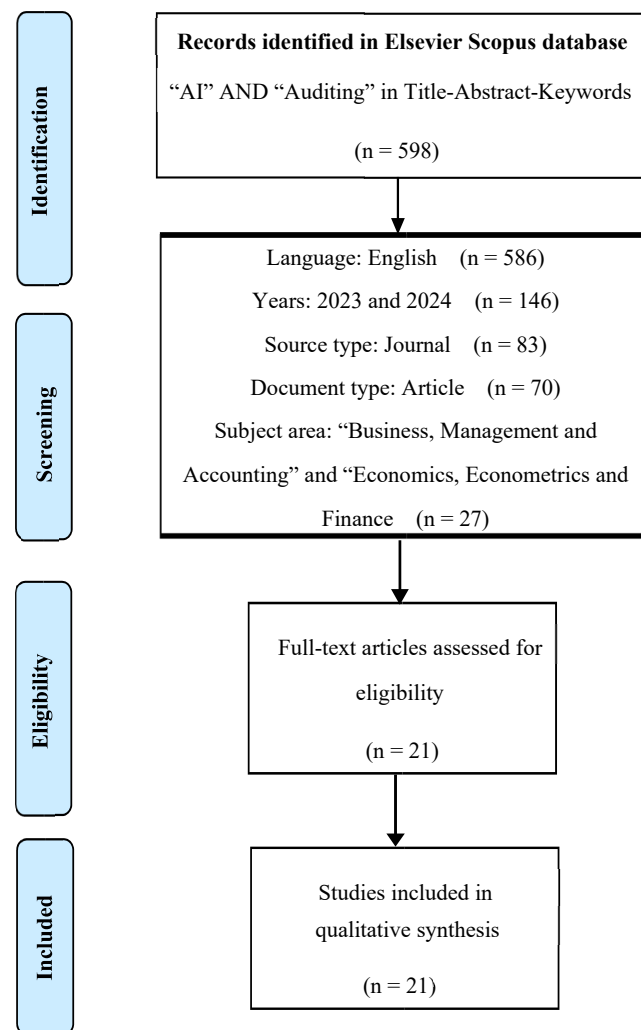 Identification
Records identified in Elsevier Scopus database
“AI” AND “Auditing” in Title-Abstract-Keywords
(n = 598)
Screening
Language: English (n = 586)
Years: 2023 and 2024 (n = 146)
Source type: Journal (n = 83)
Document type: Article (n = 70)
Subject area: “Business, Management and
Accounting” and “Economics, Econometrics and
Finance (n = 27)
Eligibility
Full-text articles assessed for
eligibility
(n = 21)
Included
Studies included in
qualitative synthesis
(n = 21)